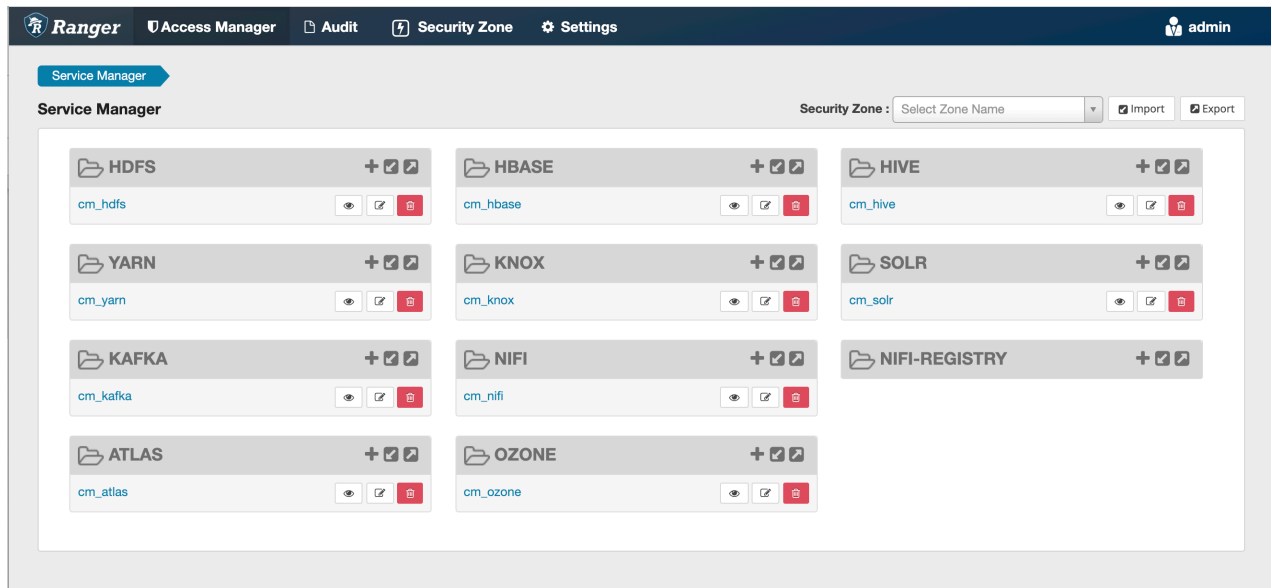 Ranger Access Manager Audit Security Zone Settings admin
Service Manager
Service Manager Security Zone : Select Zone Name Import Export
HDFS HBASE HIVE
cm_hdfs cm_hbase cm_hive
YARN KNOX SOLR
cm_yarn cm_knox cm_solr
KAFKA NIFI NIFI-REGISTRY
cm_kafka cm_nifi
ATLAS OZONE
cm_atlas cm_ozone